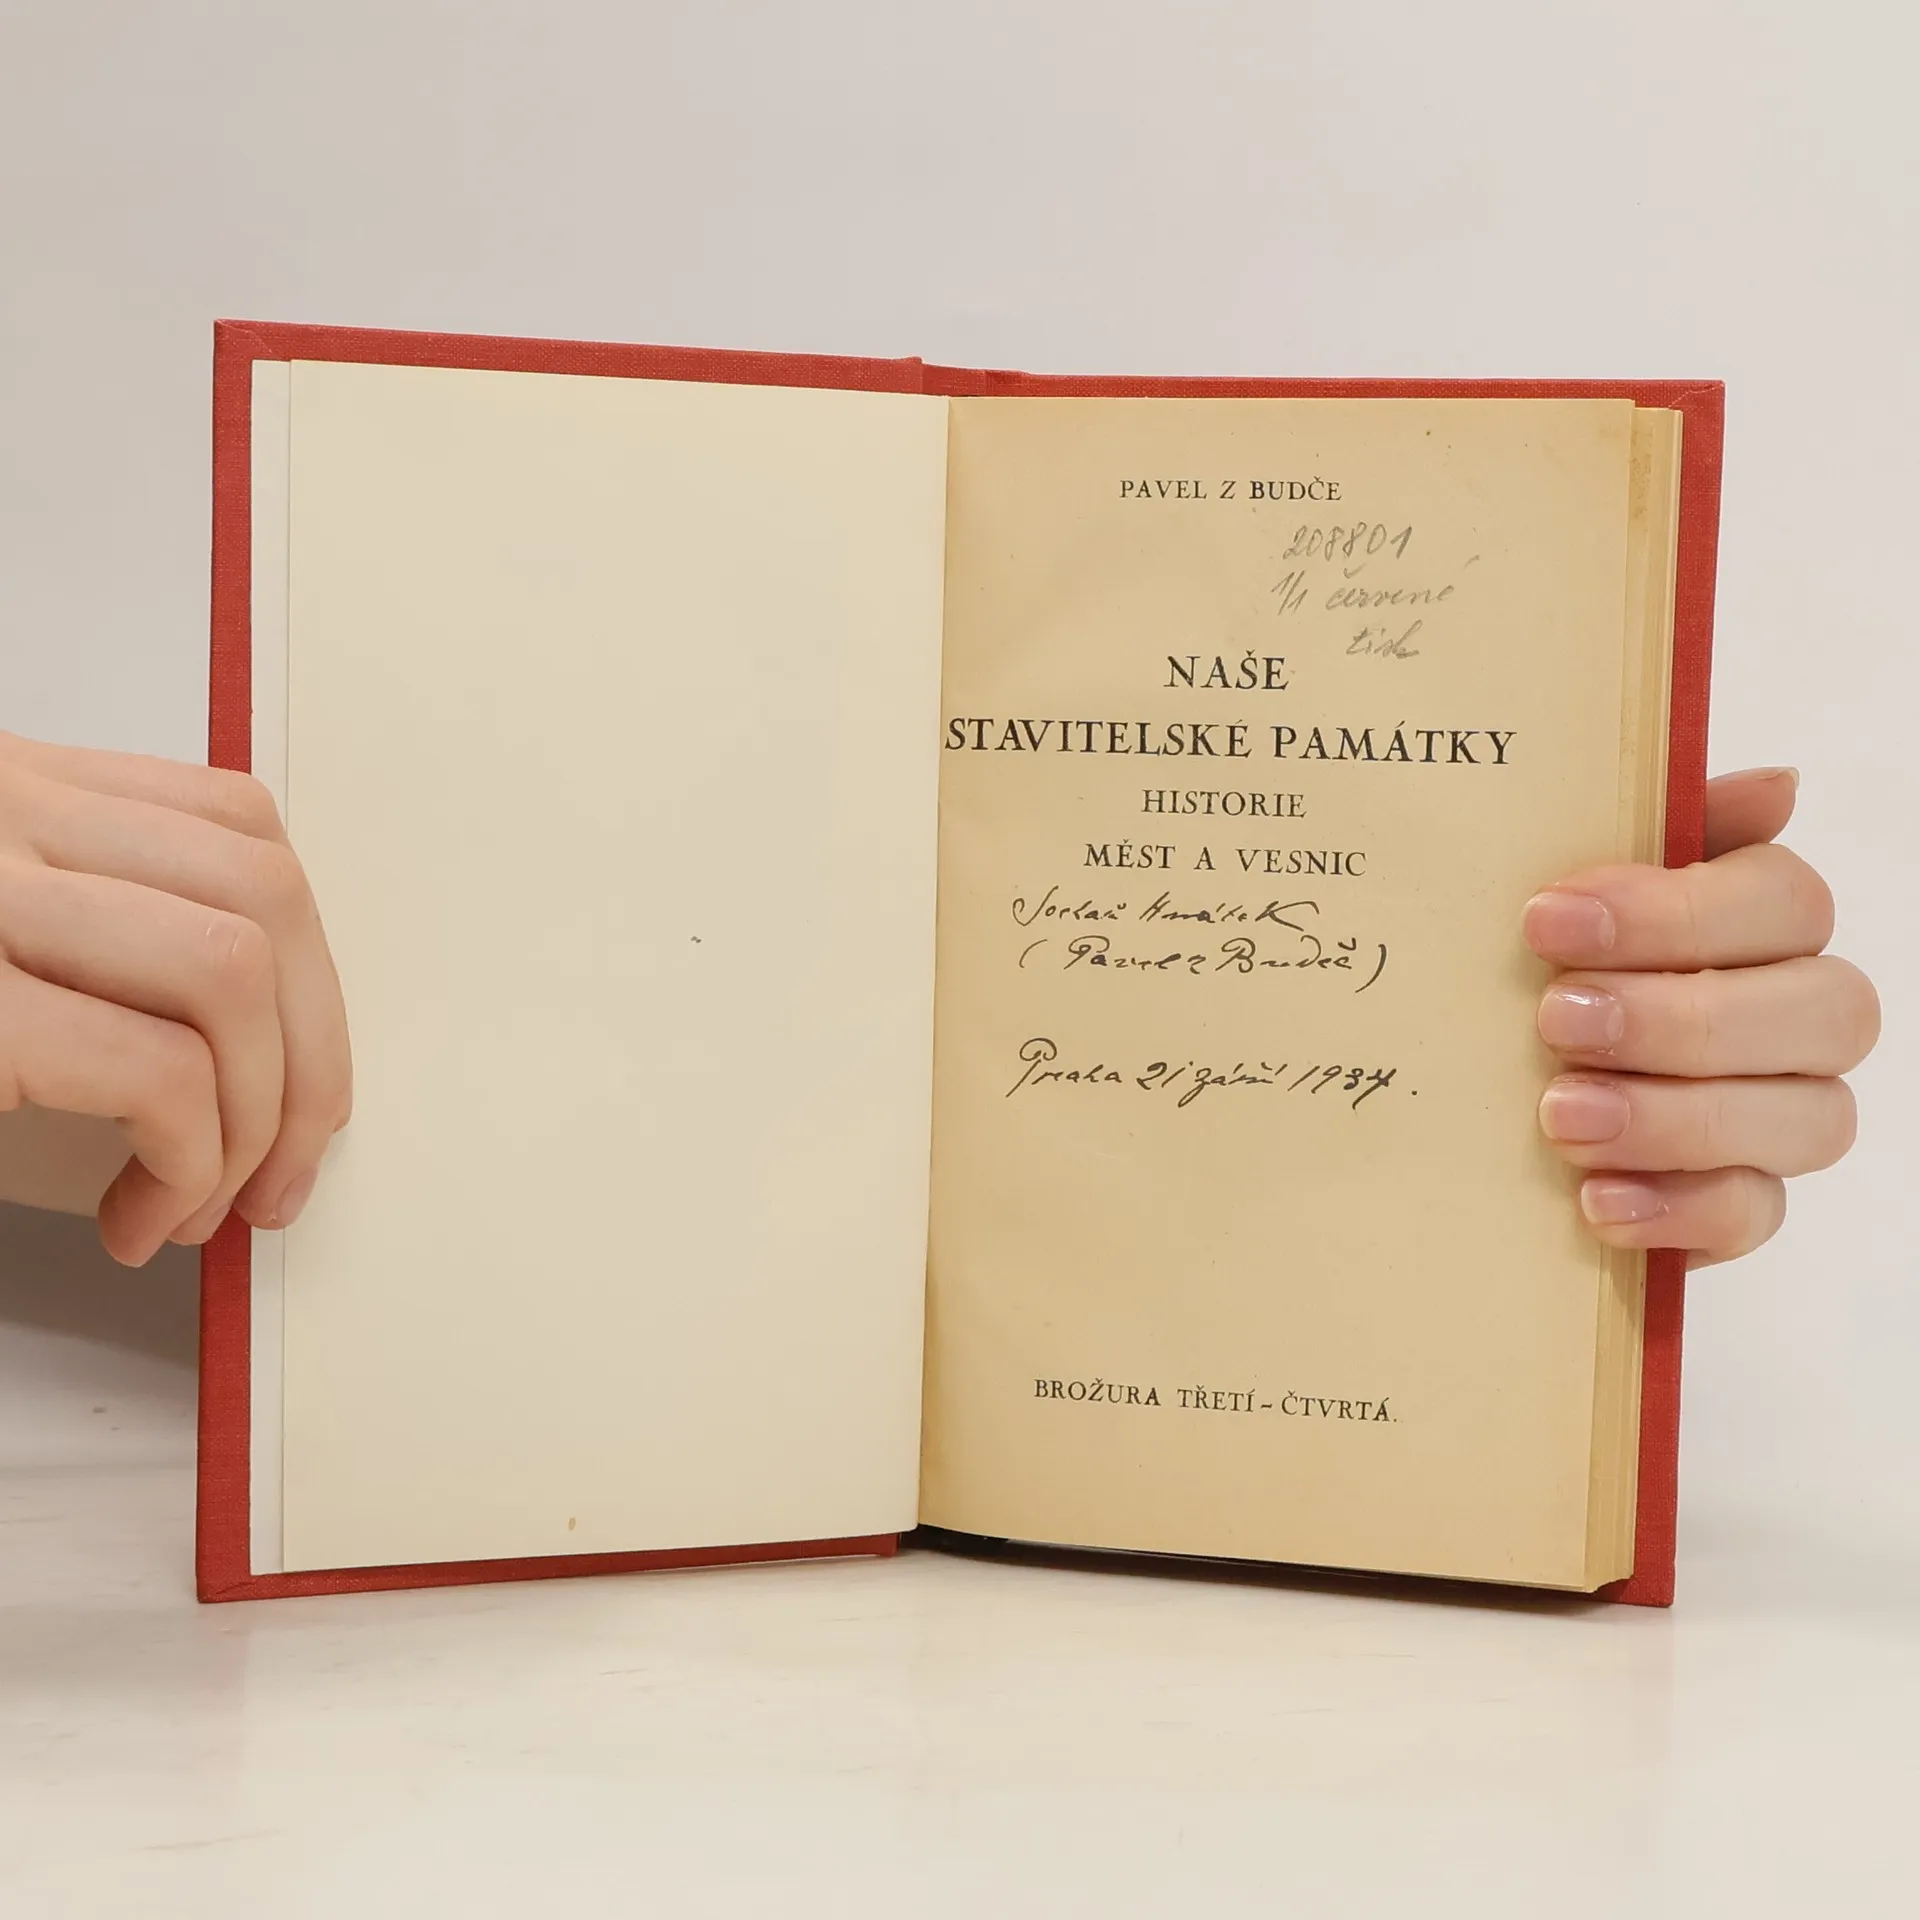 PAVEL Z BUDČE
208801
1/1 červené
tisk
NAŠE
STAVITELSKÉ PAMÁTKY
HISTORIE
MĚST A VESNIC
Hnátek
(Pavel z Budče)
Praha 21 září 1934.
BROŽURA TŘETÍ - ČTVRTÁ.